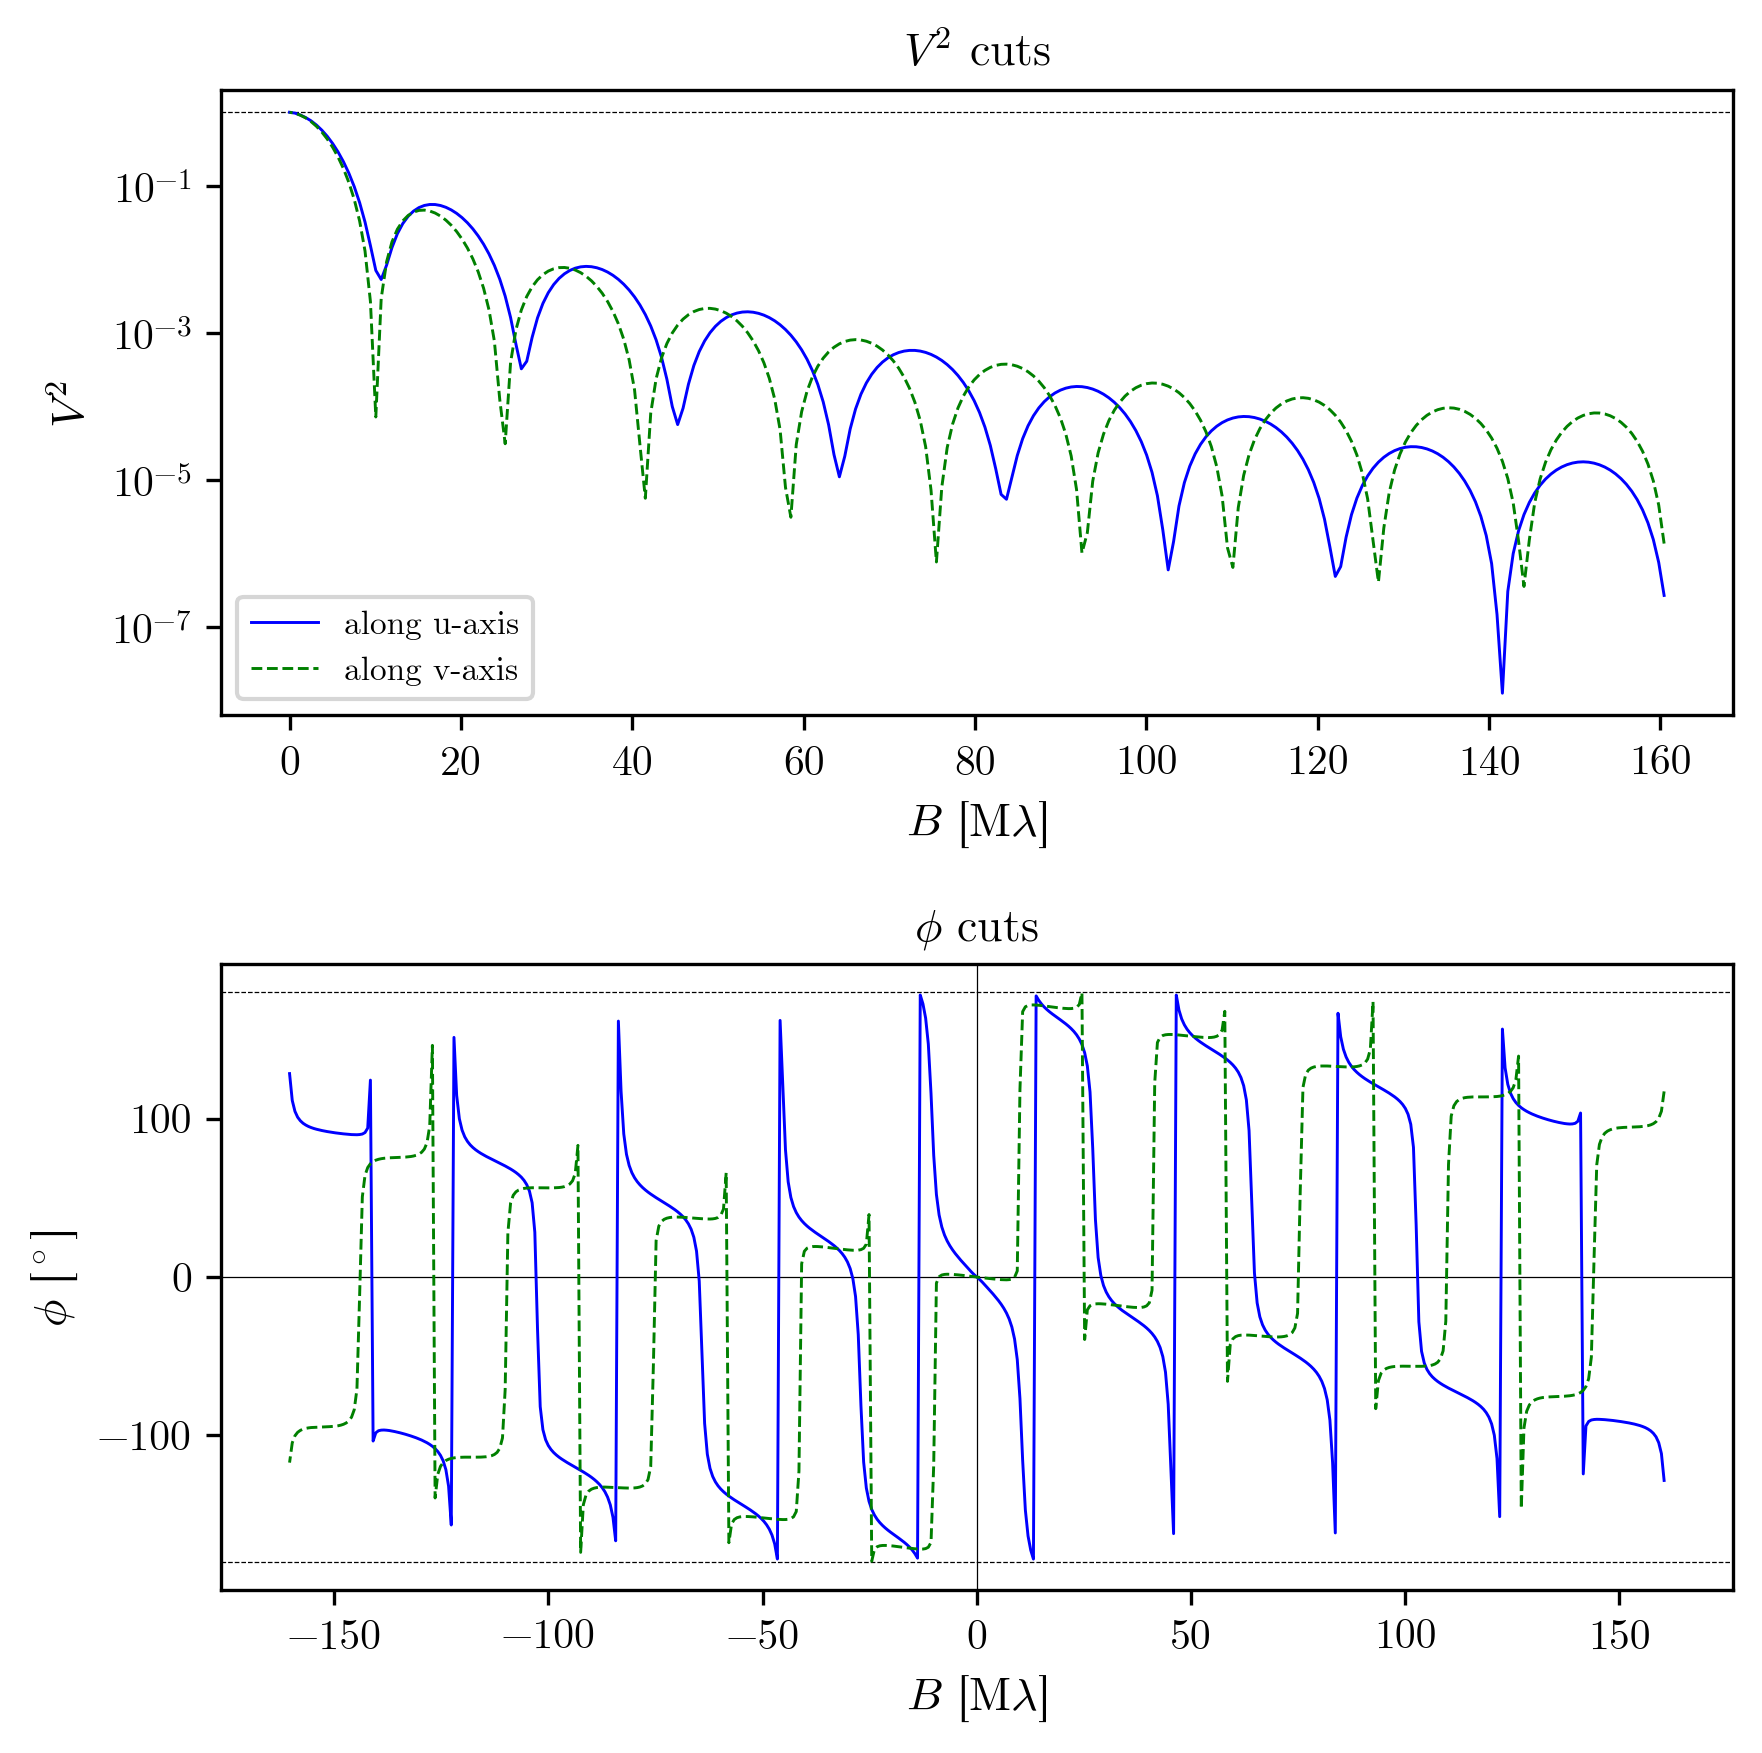 V² cuts
10⁻¹
10⁻³
10⁻⁵
10⁻⁷
V²
along u-axis
along v-axis
0 20 40 60 80 100 120 140 160
B [Mλ]
ϕ cuts
100
0
−100
ϕ [°]
−150 −100 −50 0 50 100 150
B [Mλ]